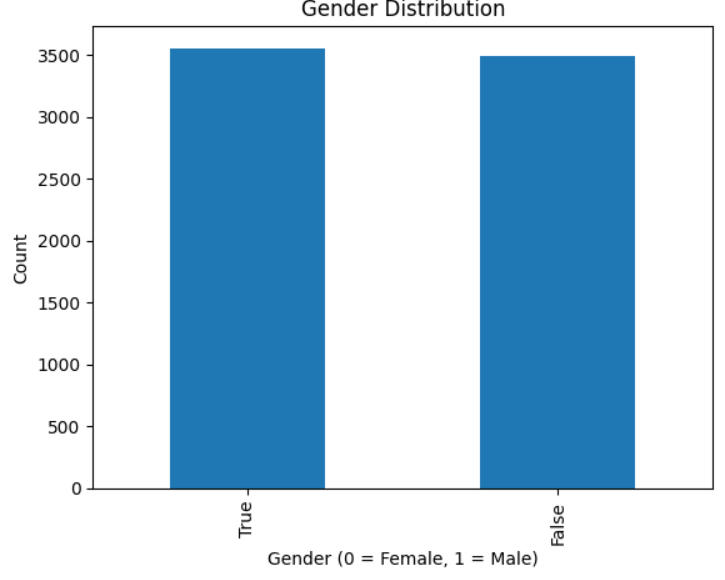 Gender Distribution
3500
3000
2500
2000
1500
1000
500
0
Count
True
False
Gender (0 = Female, 1 = Male)